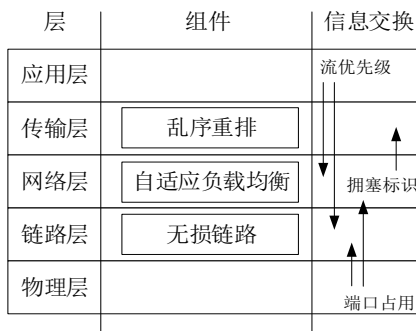 层 组件 信息交换
应用层 流优先级
传输层 乱序重排
网络层 自适应负载均衡 拥塞标识
链路层 无损链路
物理层 端口占用